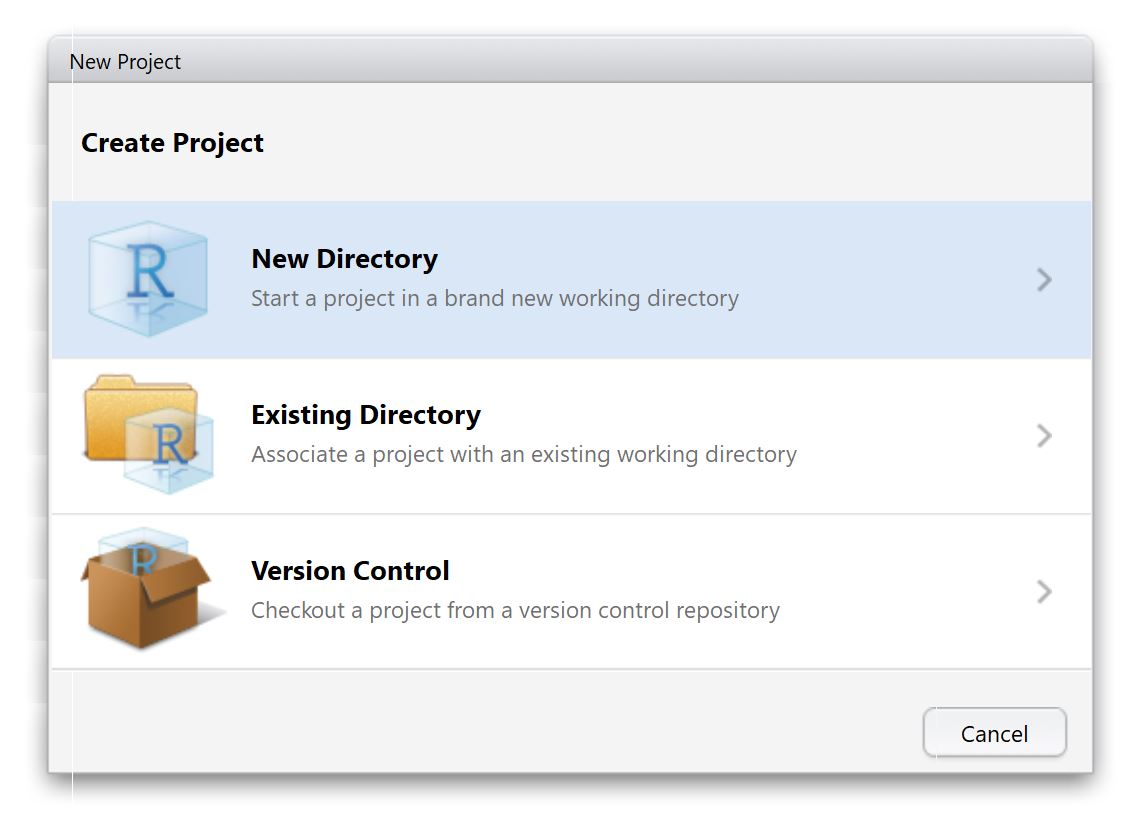 New Project
Create Project
R
New Directory
Start a project in a brand new working directory
R
Existing Directory
Associate a project with an existing working directory
R
Version Control
Checkout a project from a version control repository
Cancel